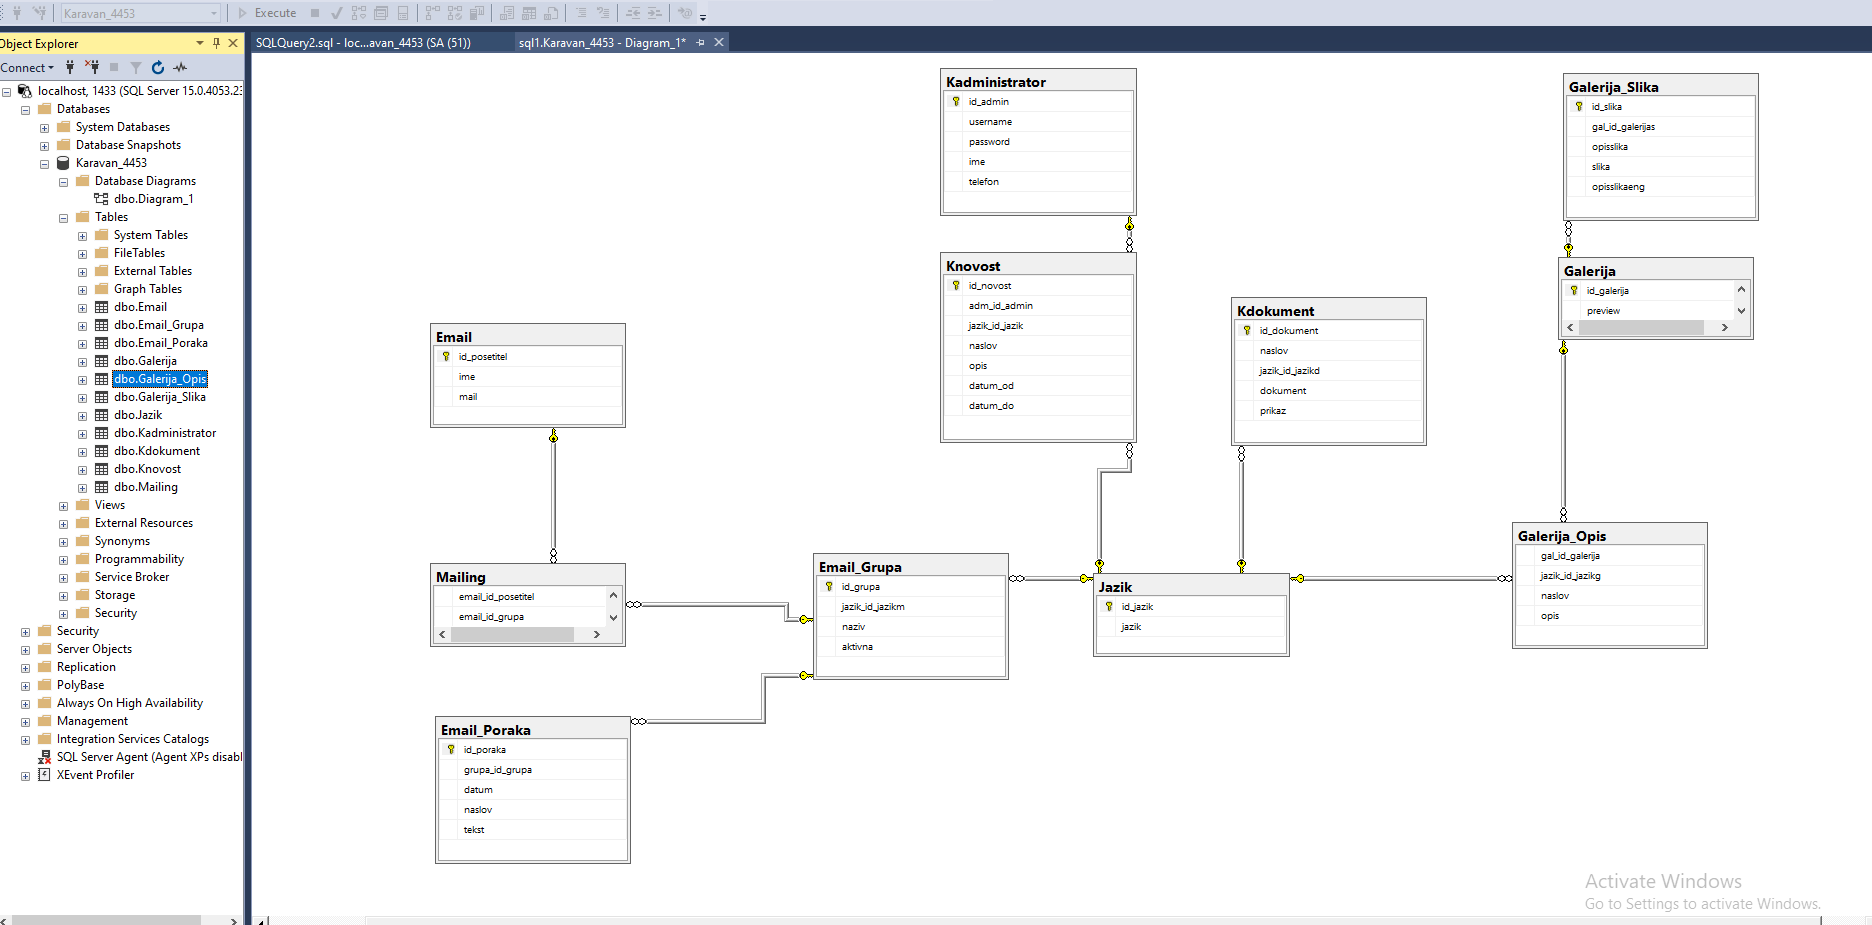 Karavan_4453
Execute
Object Explorer
SQLQuery2.sql - loc...avan_4453 (SA (51))
sql1.Karavan_4453 - Diagram_1*
Connect
localhost, 1433 (SQL Server 15.0.4053.23
Databases
System Databases
Database Snapshots
Karavan_4453
Database Diagrams
dbo.Diagram_1
Tables
System Tables
FileTables
External Tables
Graph Tables
dbo.Email
dbo.Email_Grupa
dbo.Email_Poraka
dbo.Galerija
dbo.Galerija_Opis
dbo.Galerija_Slika
dbo.Jazik
dbo.Kadministrator
dbo.Kdokument
dbo.Knovost
dbo.Mailing
Views
External Resources
Synonyms
Programmability
Service Broker
Storage
Security
Security
Server Objects
Replication
PolyBase
Always On High Availability
Management
Integration Services Catalogs
SQL Server Agent (Agent XPs disabl
XEvent Profiler
Kadministrator
id_admin
username
password
ime
telefon
Galerija_Slika
id_slika
gal_id_galerijas
opisslika
slika
opisslikaeng
Knovost
id_novost
adm_id_admin
jazik_id_jazik
naslov
opis
datum_od
datum_do
Galerija
id_galerija
preview
Kdokument
id_dokument
naslov
jazik_id_jazikd
dokument
prikaz
Email
id_posetitel
ime
mail
Galerija_Opis
gal_id_galerija
jazik_id_jazikg
naslov
opis
Mailing
email_id_posetitel
email_id_grupa
Email_Grupa
id_grupa
jazik_id_jazikm
naziv
aktivna
Jazik
id_jazik
jazik
Email_Poraka
id_poraka
grupa_id_grupa
datum
naslov
tekst
Activate Windows
Go to Settings to activate Windows.